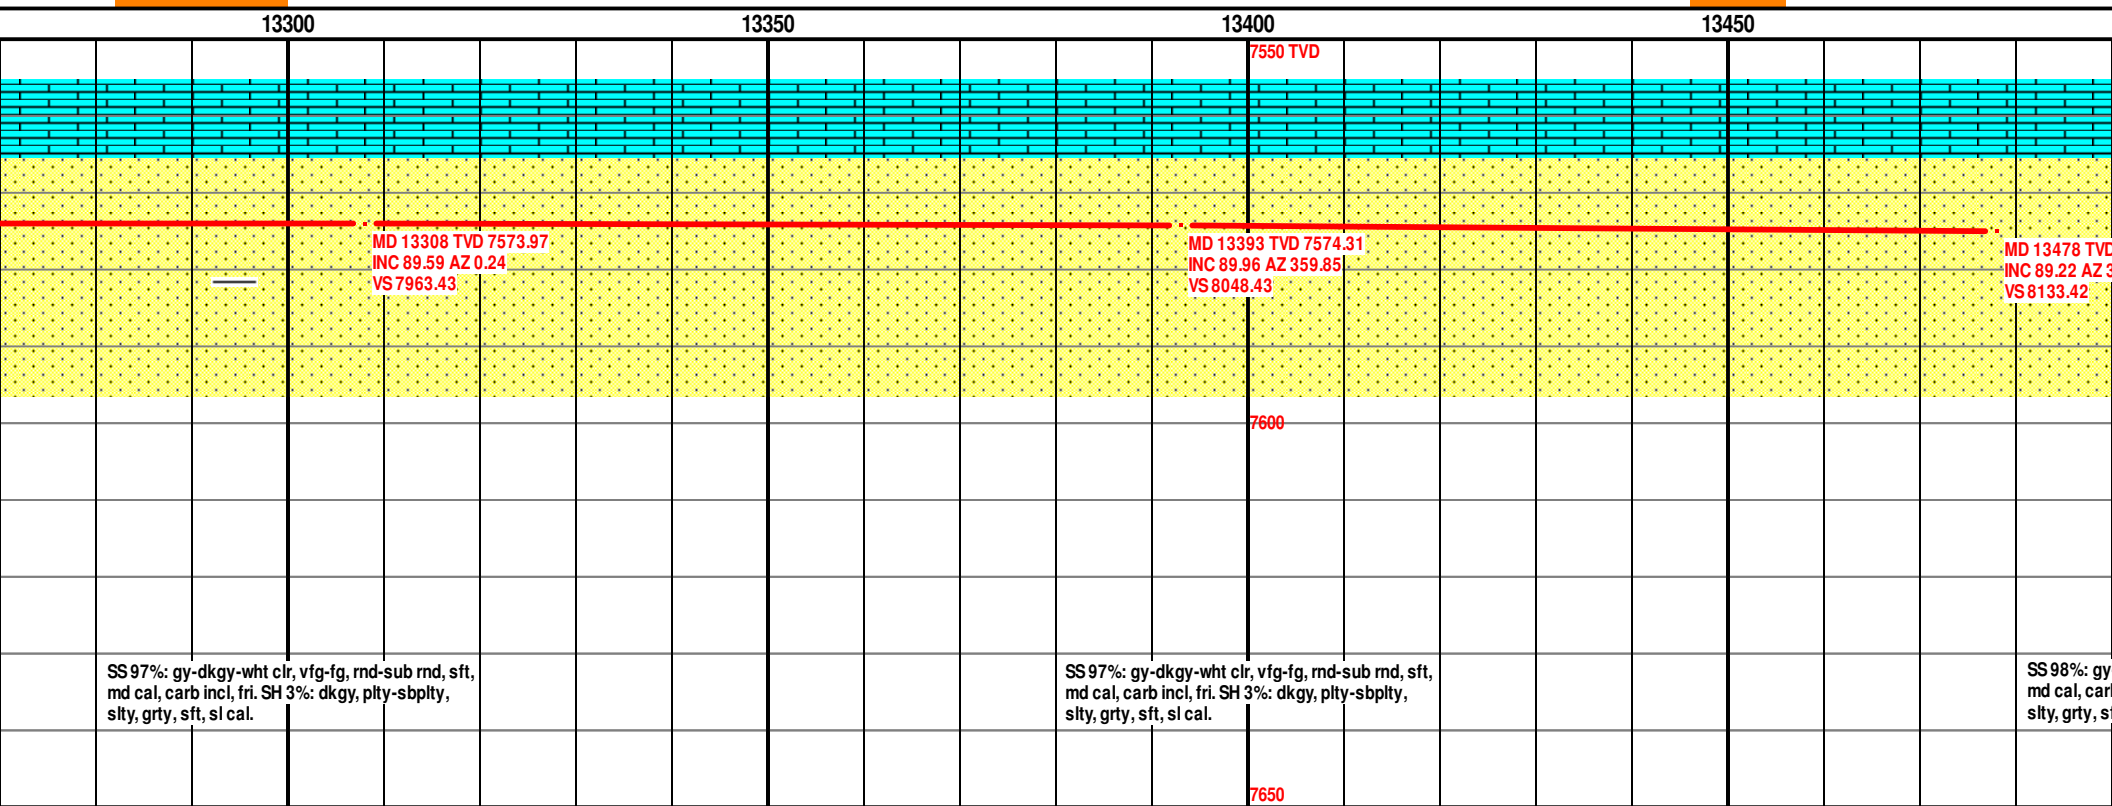 13300
13350
13400
13450
7550 TVD
MD 13308 TVD 7573.97
INC 89.59 AZ 0.24
VS 7963.43
MD 13393 TVD 7574.31
INC 89.96 AZ 359.85
VS 8048.43
MD 13478 TVD
INC 89.22 AZ 3
VS 8133.42
7600
SS 97%: gy-dkgy-wht clr, vfg-fg, rnd-sub rnd, sft,
md cal, carb incl, fri. SH 3%: dkgy, plty-sbplty,
slty, grty, sft, sl cal.
SS 97%: gy-dkgy-wht clr, vfg-fg, rnd-sub rnd, sft,
md cal, carb incl, fri. SH 3%: dkgy, plty-sbplty,
slty, grty, sft, sl cal.
SS 98%: gy
md cal, carb
slty, grty, sf
7650